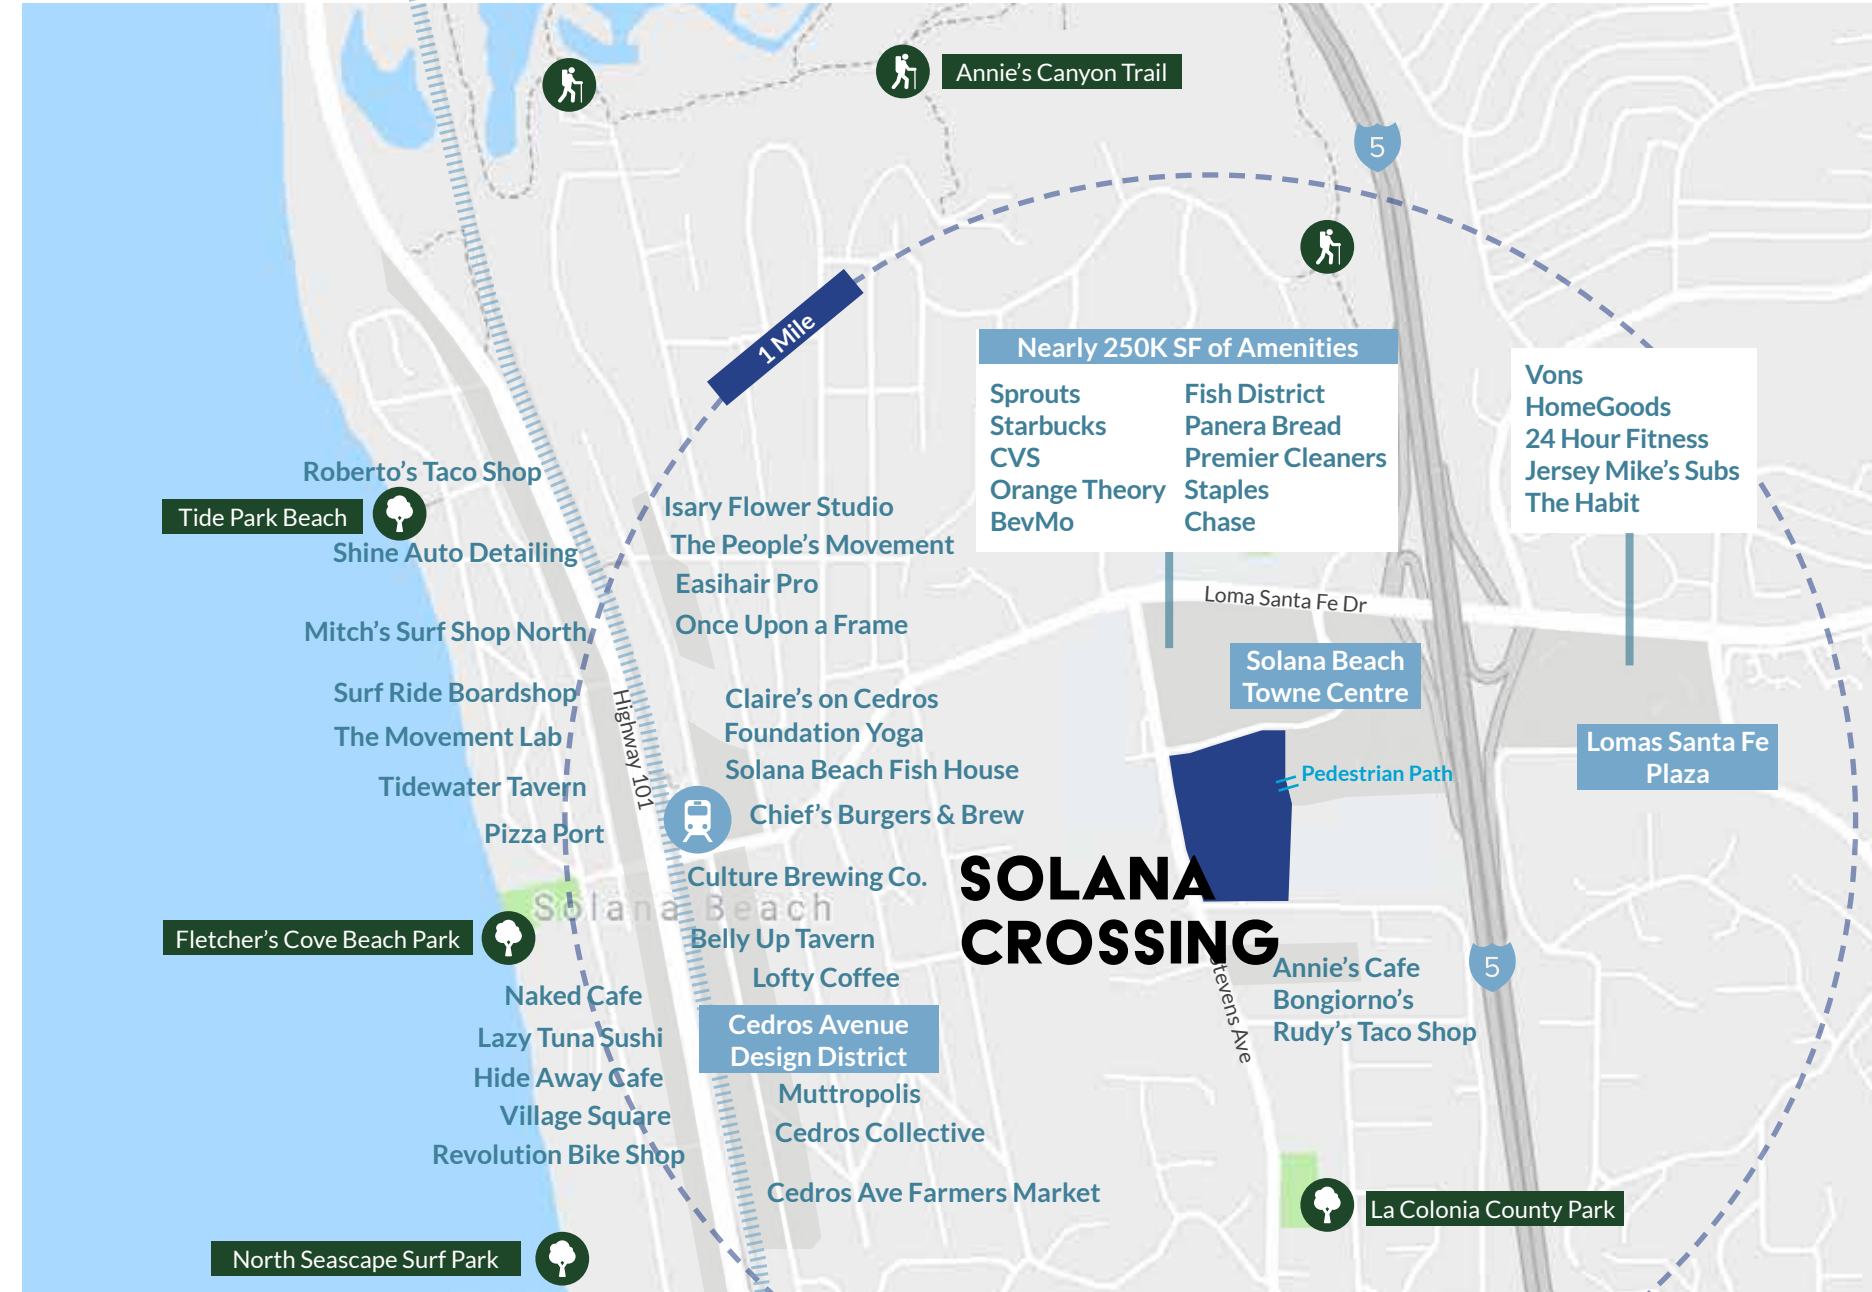 Annie's Canyon Trail
5
1 Mile
Nearly 250K SF of Amenities
Sprouts
Starbucks
CVS
Orange Theory
BevMo
Fish District
Panera Bread
Premier Cleaners
Staples
Chase
Vons
HomeGoods
24 Hour Fitness
Jersey Mike's Subs
The Habit
Roberto's Taco Shop
Tide Park Beach
Shine Auto Detailing
Mitch's Surf Shop North
Surf Ride Boardshop
The Movement Lab
Tidewater Tavern
Pizza Port
Highway 101
Isary Flower Studio
The People's Movement
Easihair Pro
Once Upon a Frame
Claire's on Cedros
Foundation Yoga
Solana Beach Fish House
Chief's Burgers & Brew
Culture Brewing Co.
Solana Beach
Belly Up Tavern
Lofty Coffee
Cedros Avenue
Design District
Muttropolis
Cedros Collective
Cedros Ave Farmers Market
Loma Santa Fe Dr
Solana Beach
Towne Centre
Lomas Santa Fe
Plaza
Pedestrian Path
SOLANA
CROSSING
Stevens Ave
Annie's Cafe
Bongiorno's
Rudy's Taco Shop
5
Fletcher's Cove Beach Park
Naked Cafe
Lazy Tuna Sushi
Hide Away Cafe
Village Square
Revolution Bike Shop
North Seascape Surf Park
La Colonia County Park